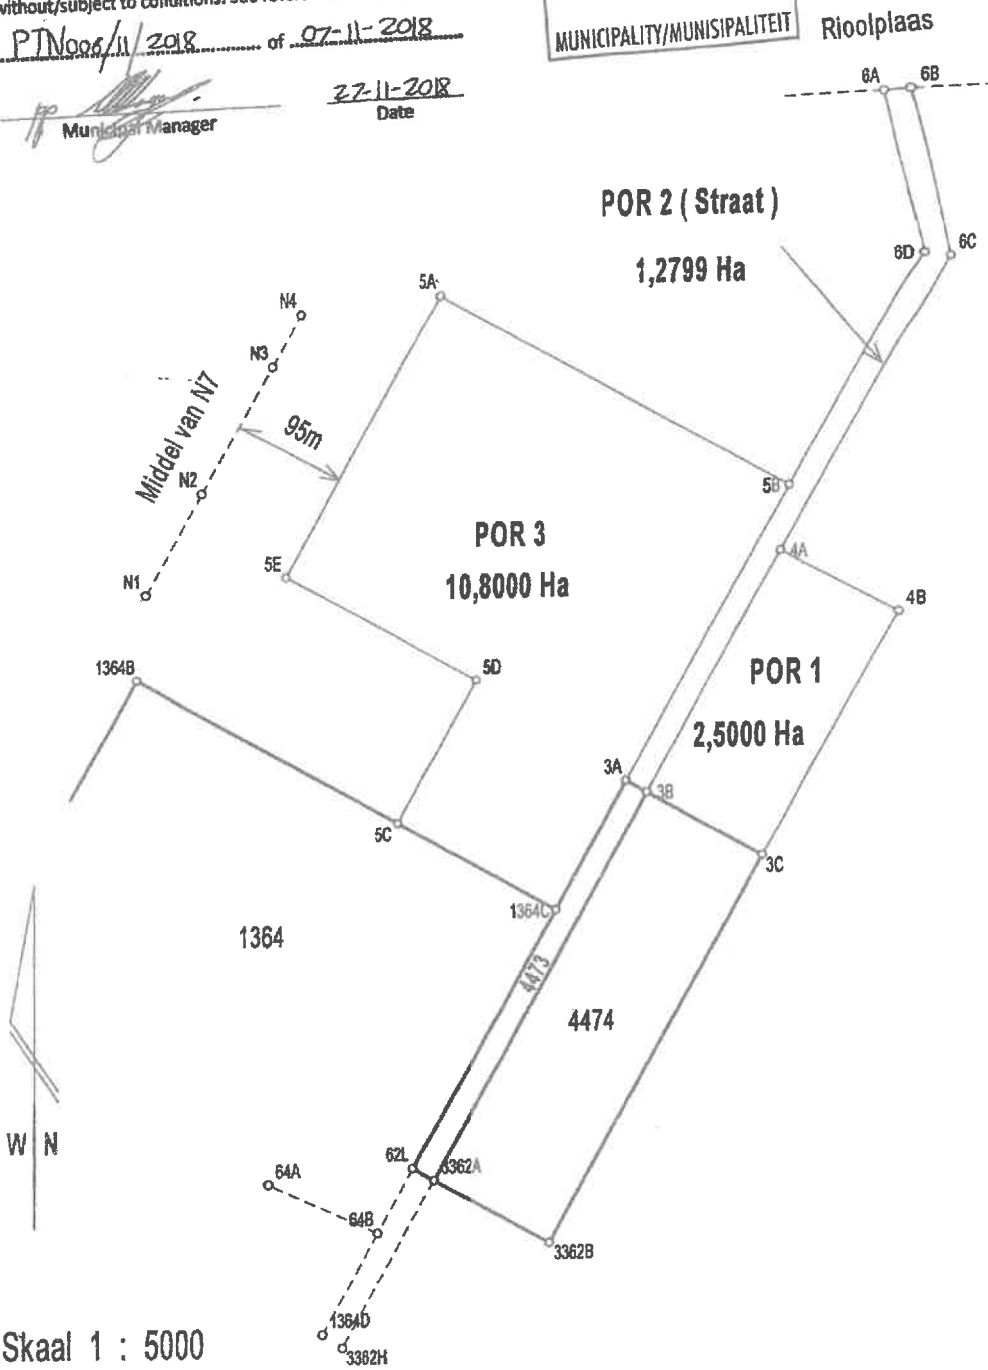 without/subject to conditions.
PTN006/11/2018 of 07-11-2018
22-11-2018
Municipal Manager
Date
MUNICIPALITY/MUNISIPALITEIT
Rioolplaas
6A
6B
POR 2 ( Straat )
1,2799 Ha
6D
6C
5A
N4
N3
Middel van N7
95m
N2
N1
5B
4A
POR 3
10,8000 Ha
5E
4B
1364B
5D
POR 1
2,5000 Ha
3A
3B
5C
3C
1364C
1364
4473
4474
W N
62L
3362A
64A
64B
3362B
1364D
3362H
Skaal 1 : 5000